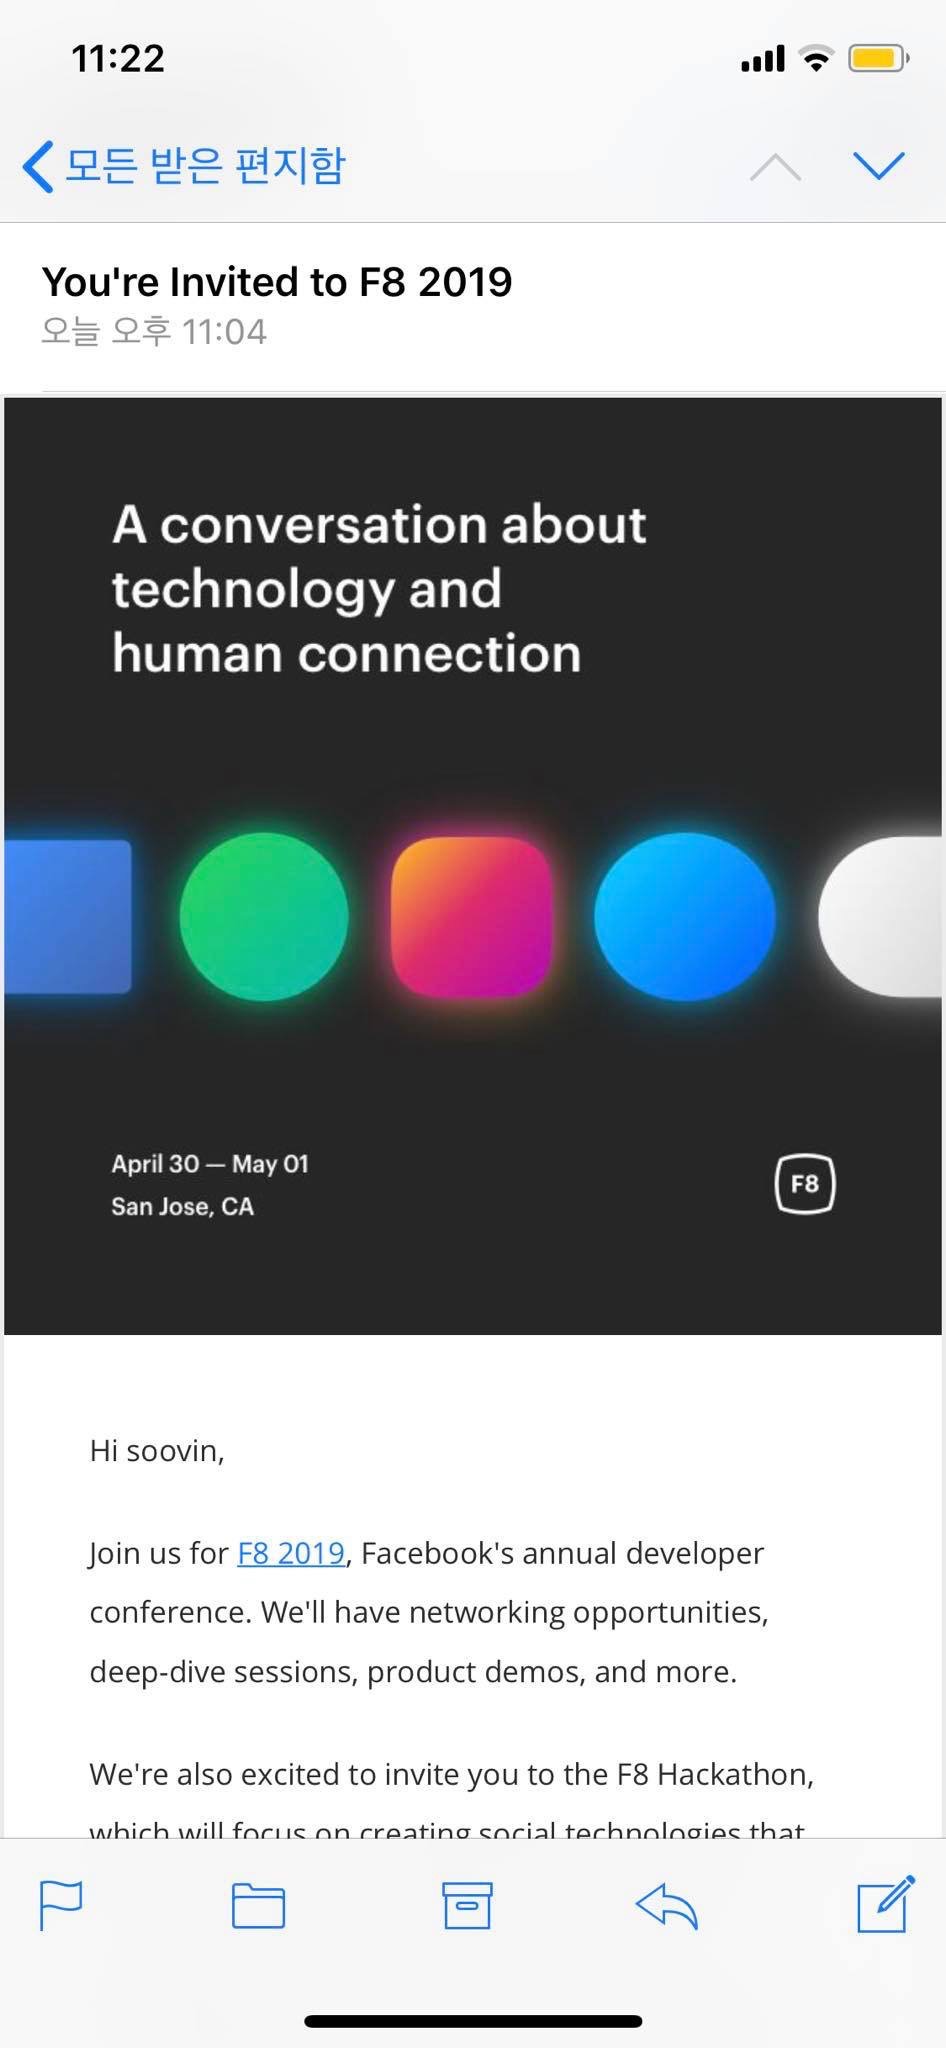 11:22
모든 받은 편지함
You're Invited to F8 2019
오늘 오후 11:04
A conversation about
technology and
human connection
April 30 — May 01
San Jose, CA
F8
Hi soovin,
Join us for F8 2019, Facebook's annual developer
conference. We'll have networking opportunities,
deep-dive sessions, product demos, and more.
We're also excited to invite you to the F8 Hackathon,
which will focus on creating social technologies that